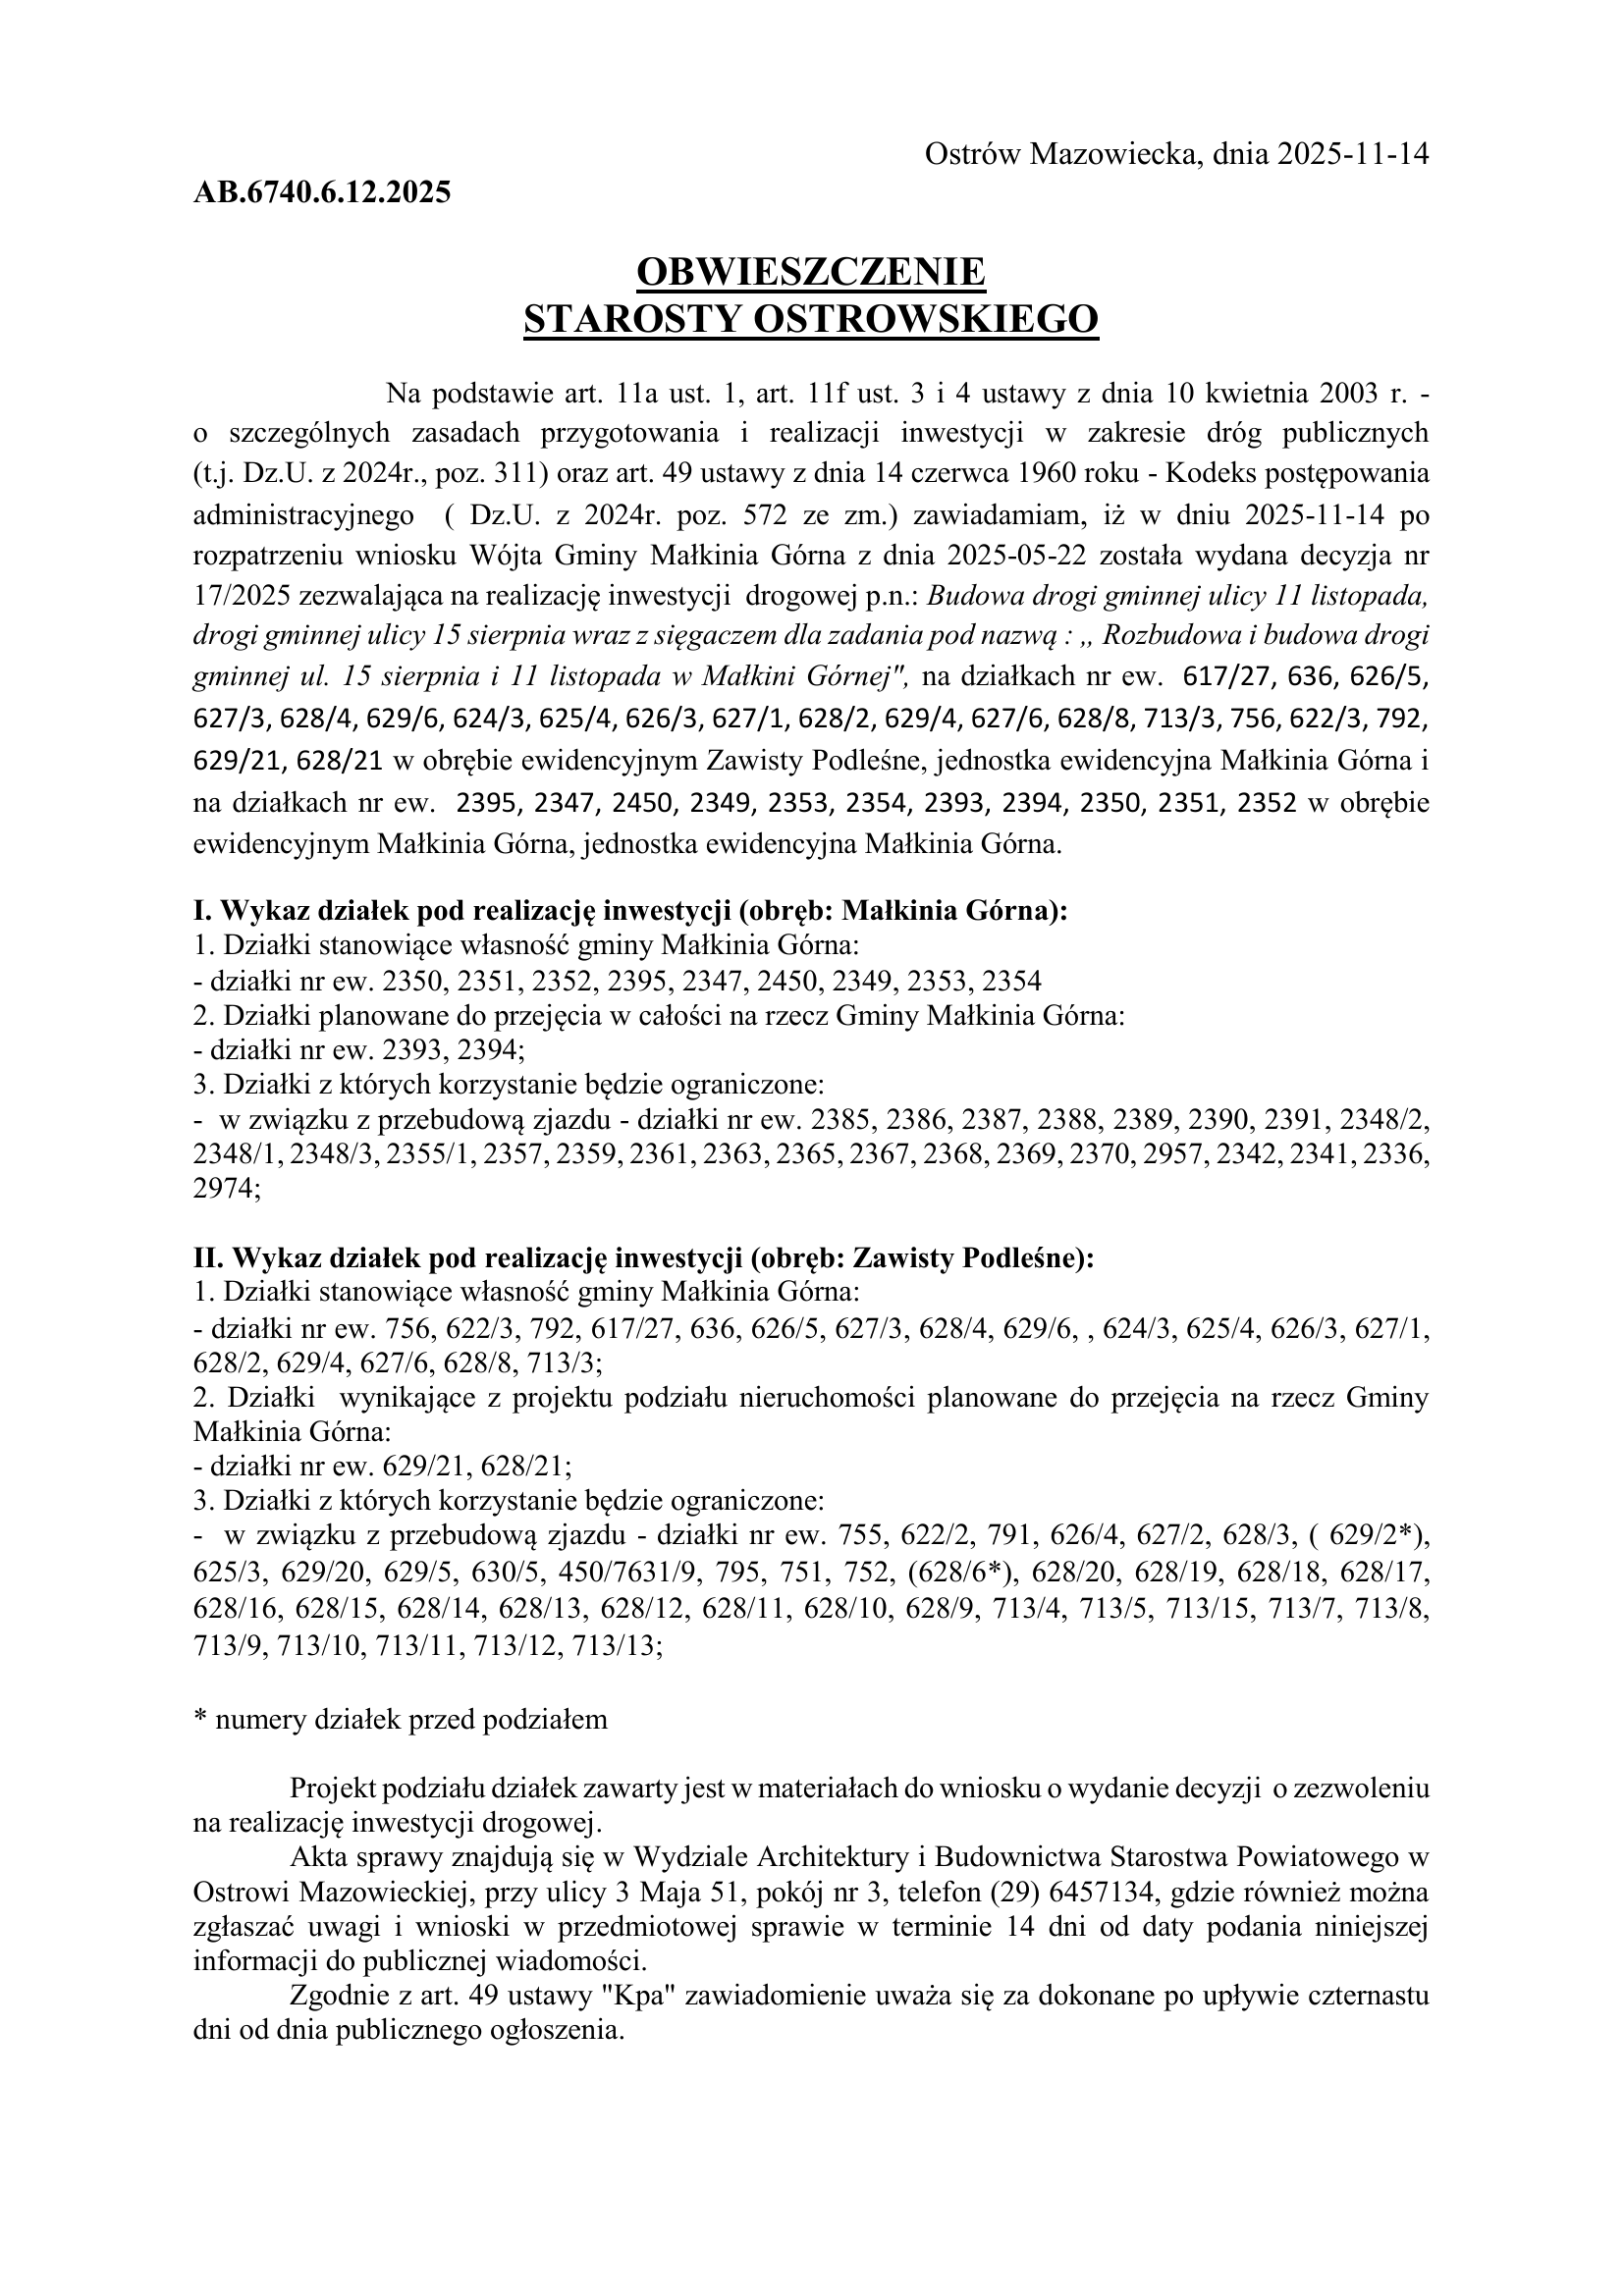 Ostrów Mazowiecka, dnia 2025-11-14
AB.6740.6.12.2025
OBWIESZCZENIE
STAROSTY OSTROWSKIEGO
Na podstawie art. 11a ust. 1, art. 11f ust. 3 i 4 ustawy z dnia 10 kwietnia 2003 r. -
o szczególnych zasadach przygotowania i realizacji inwestycji w zakresie dróg publicznych
(t.j. Dz.U. z 2024r., poz. 311) oraz art. 49 ustawy z dnia 14 czerwca 1960 roku - Kodeks postępowania
administracyjnego ( Dz.U. z 2024r. poz. 572 ze zm.) zawiadamiam, iż w dniu 2025-11-14 po
rozpatrzeniu wniosku Wójta Gminy Małkinia Górna z dnia 2025-05-22 została wydana decyzja nr
17/2025 zezwalająca na realizację inwestycji drogowej p.n.: Budowa drogi gminnej ulicy 11 listopada,
drogi gminnej ulicy 15 sierpnia wraz z sięgaczem dla zadania pod nazwą : ,, Rozbudowa i budowa drogi
gminnej ul. 15 sierpnia i 11 listopada w Małkini Górnej", na działkach nr ew. 617/27, 636, 626/5,
627/3, 628/4, 629/6, 624/3, 625/4, 626/3, 627/1, 628/2, 629/4, 627/6, 628/8, 713/3, 756, 622/3, 792,
629/21, 628/21 w obrębie ewidencyjnym Zawisty Podleśne, jednostka ewidencyjna Małkinia Górna i
na działkach nr ew. 2395, 2347, 2450, 2349, 2353, 2354, 2393, 2394, 2350, 2351, 2352 w obrębie
ewidencyjnym Małkinia Górna, jednostka ewidencyjna Małkinia Górna.
I. Wykaz działek pod realizację inwestycji (obręb: Małkinia Górna):
1. Działki stanowiące własność gminy Małkinia Górna:
- działki nr ew. 2350, 2351, 2352, 2395, 2347, 2450, 2349, 2353, 2354
2. Działki planowane do przejęcia w całości na rzecz Gminy Małkinia Górna:
- działki nr ew. 2393, 2394;
3. Działki z których korzystanie będzie ograniczone:
- w związku z przebudową zjazdu - działki nr ew. 2385, 2386, 2387, 2388, 2389, 2390, 2391, 2348/2,
2348/1, 2348/3, 2355/1, 2357, 2359, 2361, 2363, 2365, 2367, 2368, 2369, 2370, 2957, 2342, 2341, 2336,
2974;
II. Wykaz działek pod realizację inwestycji (obręb: Zawisty Podleśne):
1. Działki stanowiące własność gminy Małkinia Górna:
- działki nr ew. 756, 622/3, 792, 617/27, 636, 626/5, 627/3, 628/4, 629/6, , 624/3, 625/4, 626/3, 627/1,
628/2, 629/4, 627/6, 628/8, 713/3;
2. Działki wynikające z projektu podziału nieruchomości planowane do przejęcia na rzecz Gminy
Małkinia Górna:
- działki nr ew. 629/21, 628/21;
3. Działki z których korzystanie będzie ograniczone:
- w związku z przebudową zjazdu - działki nr ew. 755, 622/2, 791, 626/4, 627/2, 628/3, ( 629/2*),
625/3, 629/20, 629/5, 630/5, 450/7631/9, 795, 751, 752, (628/6*), 628/20, 628/19, 628/18, 628/17,
628/16, 628/15, 628/14, 628/13, 628/12, 628/11, 628/10, 628/9, 713/4, 713/5, 713/15, 713/7, 713/8,
713/9, 713/10, 713/11, 713/12, 713/13;
* numery działek przed podziałem
Projekt podziału działek zawarty jest w materiałach do wniosku o wydanie decyzji o zezwoleniu
na realizację inwestycji drogowej.
Akta sprawy znajdują się w Wydziale Architektury i Budownictwa Starostwa Powiatowego w
Ostrowi Mazowieckiej, przy ulicy 3 Maja 51, pokój nr 3, telefon (29) 6457134, gdzie również można
zgłaszać uwagi i wnioski w przedmiotowej sprawie w terminie 14 dni od daty podania niniejszej
informacji do publicznej wiadomości.
Zgodnie z art. 49 ustawy "Kpa" zawiadomienie uważa się za dokonane po upływie czternastu
dni od dnia publicznego ogłoszenia.